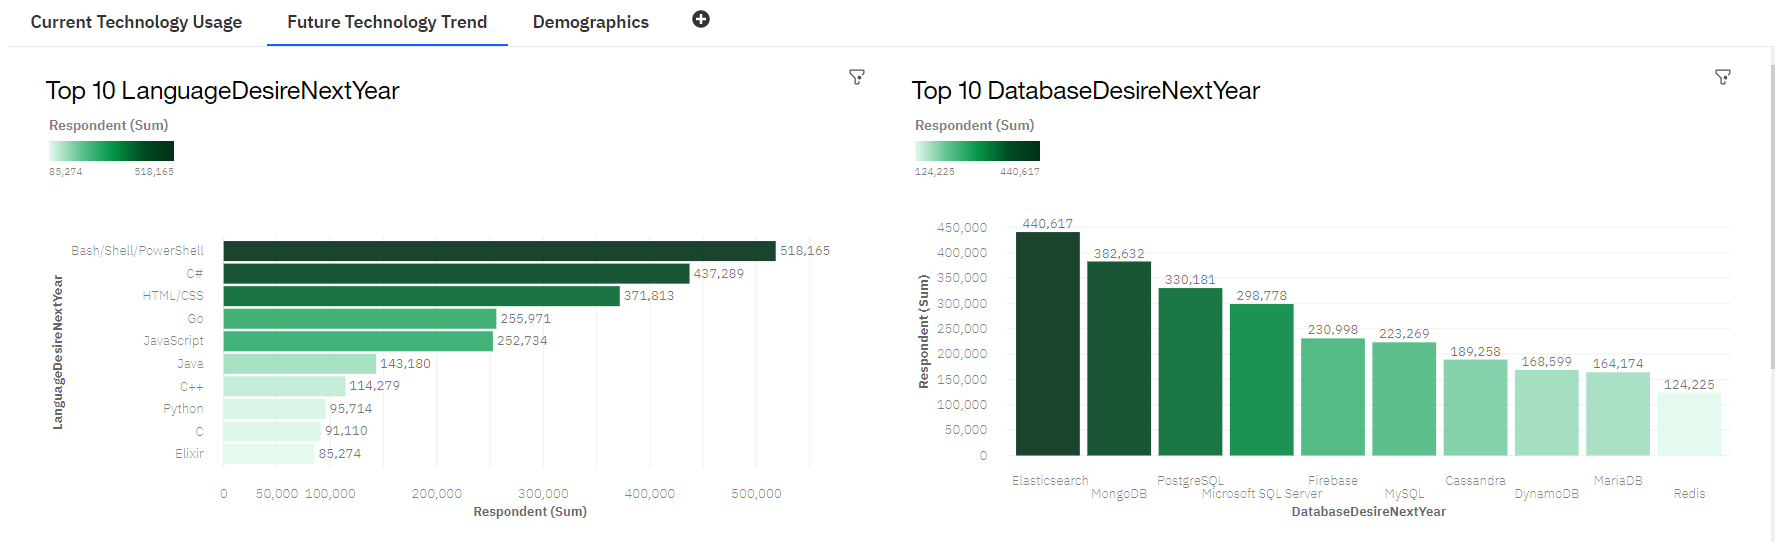 Current Technology Usage
Future Technology Trend
Demographics
Top 10 LanguageDesireNextYear
Respondent (Sum)
85,274
518,165
LanguageDesireNextYear
Bash/Shell/PowerShell
518,165
C#
437,289
HTML/CSS
371,813
Go
255,971
JavaScript
252,734
Java
143,180
C++
114,279
Python
95,714
C
91,110
Elixir
85,274
0
50,000
100,000
200,000
300,000
400,000
500,000
Respondent (Sum)
Top 10 DatabaseDesireNextYear
Respondent (Sum)
124,225
440,617
Respondent (Sum)
450,000
400,000
350,000
300,000
250,000
200,000
150,000
100,000
50,000
0
440,617
382,632
330,181
298,778
230,998
223,269
189,258
168,599
164,174
124,225
Elasticsearch
MongoDB
PostgreSQL
Microsoft SQL Server
Firebase
MySQL
Cassandra
DynamoDB
MariaDB
Redis
DatabaseDesireNextYear